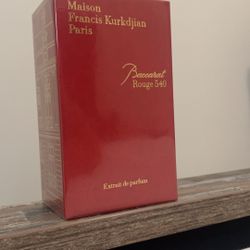 Maison
Francis Kurkdjian
Paris
Baccarat
Rouge 540
Extrait de parfum